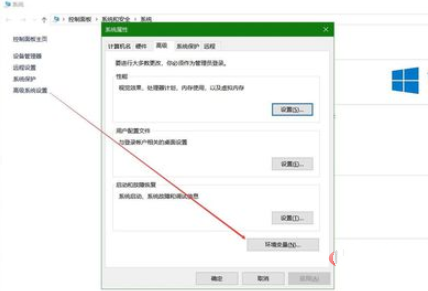 系统
控制面板 › 系统和安全 › 系统
控制面板主页
设备管理器
远程设置
系统保护
高级系统设置
系统属性
计算机名 硬件 高级 系统保护 远程
要进行大多数更改，你必须作为管理员登录。
性能
视觉效果，处理器计划，内存使用，以及虚拟内存
设置(S)...
用户配置文件
与登录帐户相关的桌面设置
设置(E)...
启动和故障恢复
系统启动、系统故障和调试信息
设置(T)...
环境变量(N)...
确定 取消 应用(A)